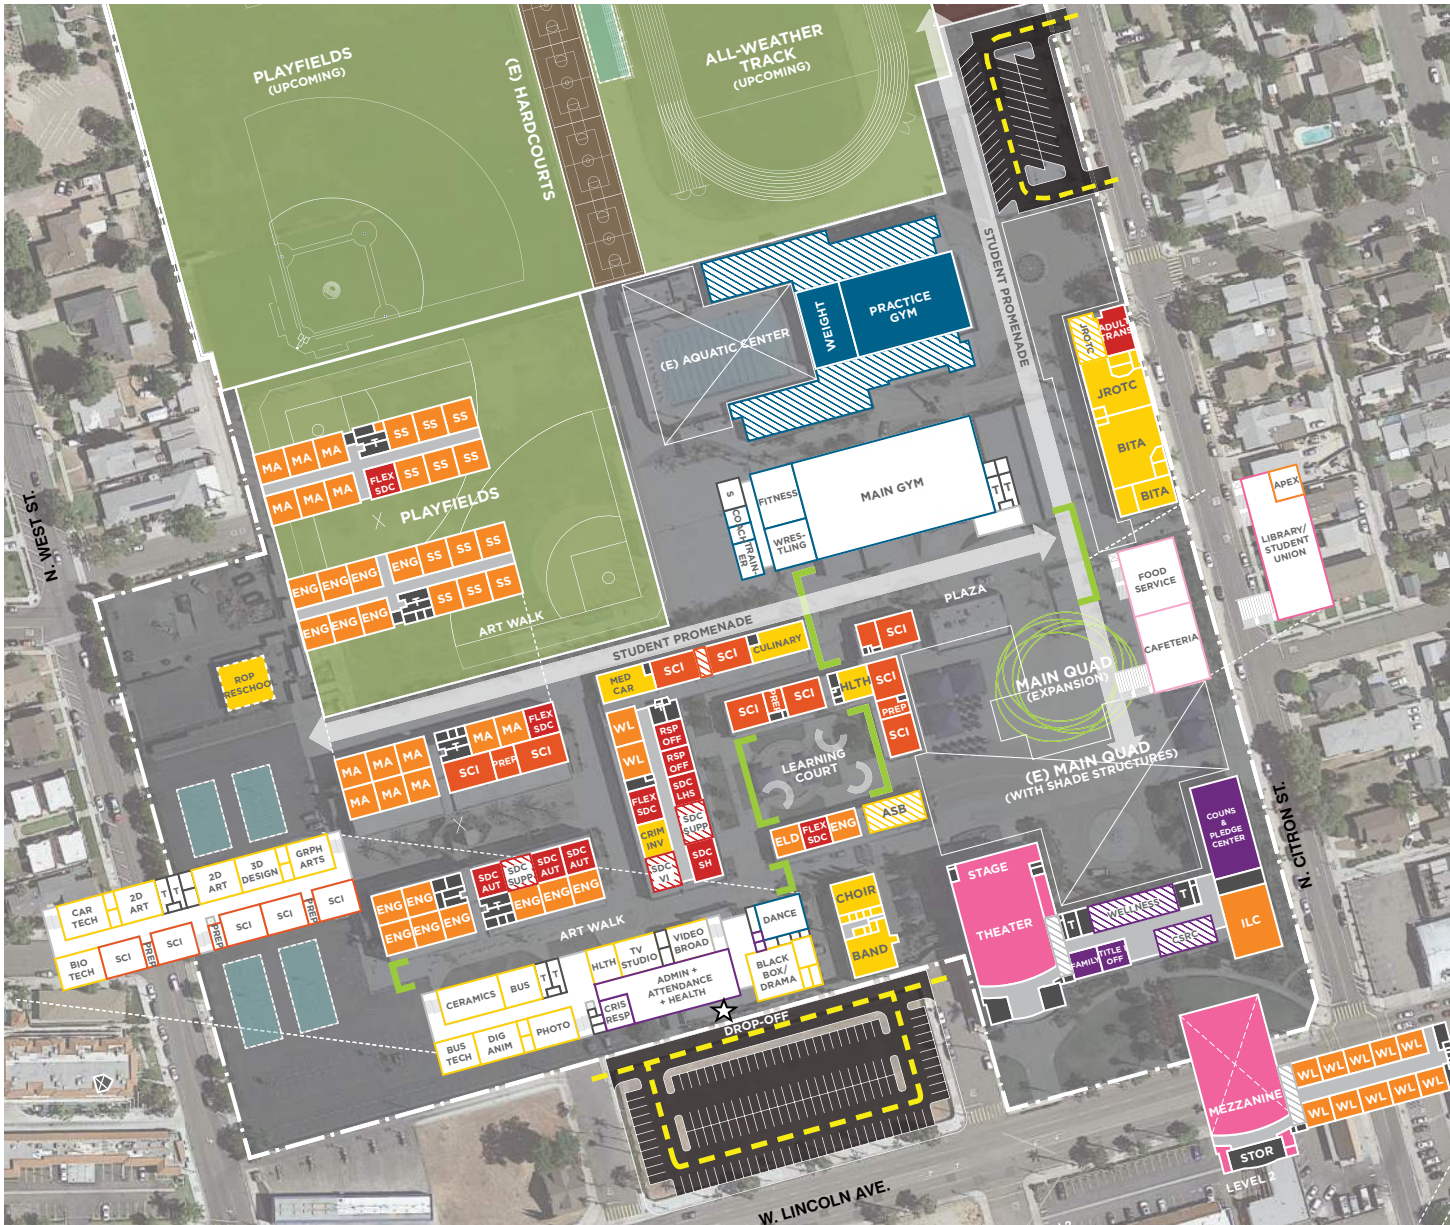 PLAYFIELDS
(UPCOMING)
(E) HARDCOURTS
ALL-WEATHER
TRACK
(UPCOMING)
STUDENT PROMENADE
WEIGHT
PRACTICE
GYM
(E) AQUATIC CENTER
JROTC
ADULT
TRANS
JROTC
BITA
BITA
MA
MA
MA
SS
SS
SS
MA
MA
MA
FLEX
SDC
SS
SS
SS
PLAYFIELDS
N. WEST ST.
S
COACH
TRAIN-
ER
FITNESS
WRES-
TLING
MAIN GYM
T
T
APEX
LIBRARY/
STUDENT
UNION
ENG
ENG
ENG
ENG
SS
SS
SS
ENG
ENG
ENG
SS
SS
SS
ART WALK
STUDENT PROMENADE
PLAZA
FOOD
SERVICE
CAFETERIA
ROP
RESCHOO
MED
CAR
SCI
SCI
CULINARY
SCI
MAIN QUAD
(EXPANSION)
(E) MAIN QUAD
(WITH SHADE STRUCTURES)
MA
MA
MA
MA
MA
MA
MA
MA
FLEX
SDC
SCI
PREP
SCI
WL
WL
FLEX
SDC
CRIM
INV
SDC
VI
RSP
OFF
RSP
OFF
SDC
LHS
SDC
SUPP
SDC
SH
SCI
PREP
SCI
HLTH
SCI
PREP
SCI
LEARNING
COURT
ELD
FLEX
SDC
ENG
ASB
COUNS
&
PLEDGE
CENTER
N. CITRON ST.
CAR
TECH
2D
ART
T
T
2D
ART
3D
DESIGN
GRPH
ARTS
BIO
TECH
SCI
PREP
SCI
PREP
SCI
SCI
PREP
SCI
ENG
ENG
ENG
ENG
ENG
SDC
AUT
SDC
SUPP
SDC
AUT
SDC
AUT
ENG
ENG
ENG
ART WALK
CHOIR
BAND
STAGE
THEATER
T
WELLNESS
T
CSRC
FAMILY
TITLE
OFF
ILC
CERAMICS
BUS
T
T
HLTH
TV
STUDIO
VIDEO
BROAD
DANCE
BUS
TECH
DIG
ANIM
PHOTO
CRIS
RESP
ADMIN +
ATTENDANCE
+ HEALTH
BLACK
BOX/
DRAMA
DROP-OFF
MEZZANINE
WL
WL
WL
WL
WL
WL
WL
WL
WL
WL
STOR
LEVEL 2
W. LINCOLN AVE.